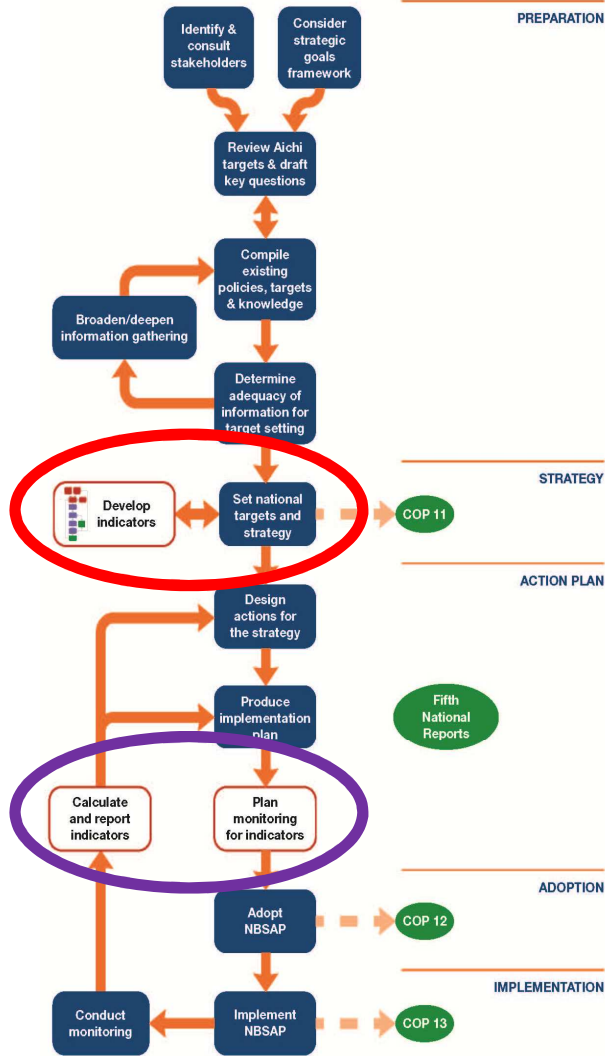 PREPARATION
Identify &
consult
stakeholders
Consider
strategic
goals
framework
Review Aichi
targets & draft
key questions
Compile
existing
policies, targets
& knowledge
Broaden/deepen
information gathering
Determine
adequacy of
information for
target setting
STRATEGY
Develop
indicators
Set national
targets and
strategy
COP 11
ACTION PLAN
Design
actions for
the strategy
Produce
implementation
plan
Fifth
National
Reports
Calculate
and report
indicators
Plan
monitoring
for indicators
ADOPTION
Adopt
NBSAP
COP 12
IMPLEMENTATION
Conduct
monitoring
Implement
NBSAP
COP 13